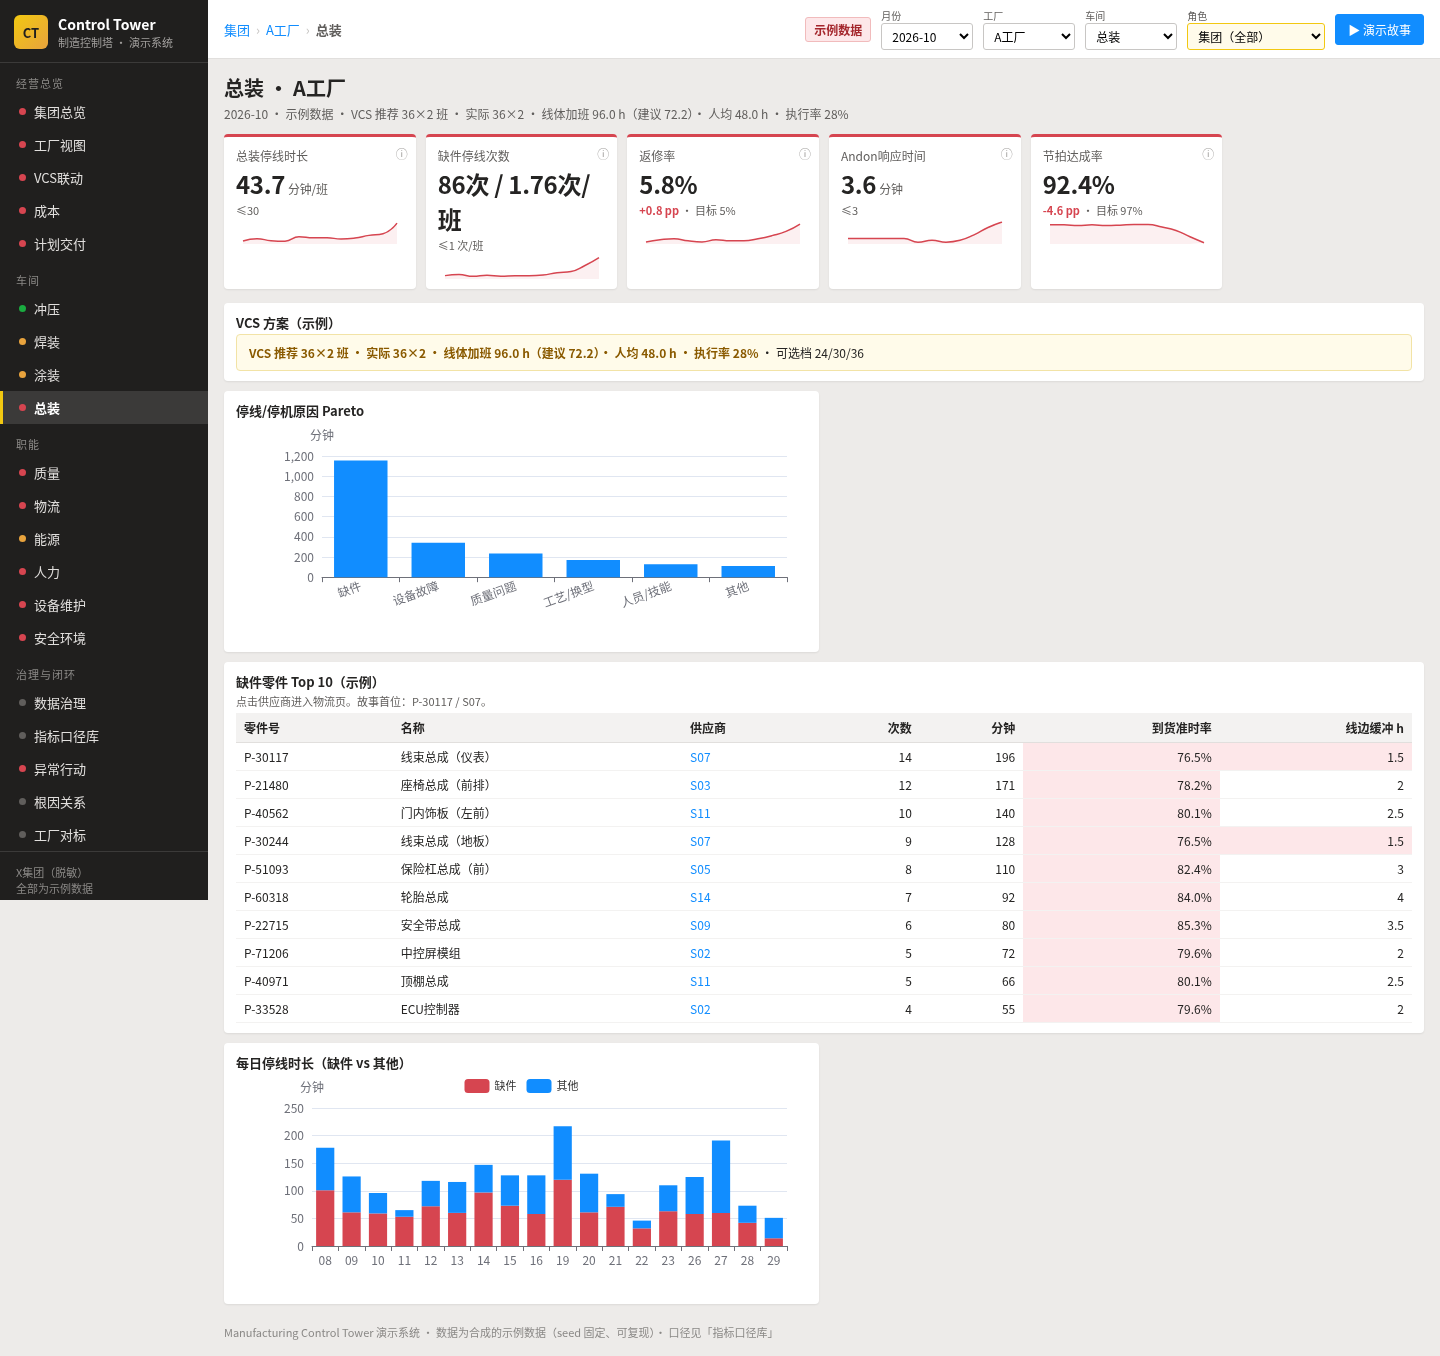 CT
Control Tower
制造控制塔 · 演示系统
经营总览
集团总览
工厂视图
VCS联动
成本
计划交付
车间
冲压
焊装
涂装
总装
职能
质量
物流
能源
人力
设备维护
安全环境
治理与闭环
数据治理
指标口径库
异常行动
根因关系
工厂对标
X集团（脱敏）
全部为示例数据
集团 › A工厂 › 总装
示例数据
月份
2026-10
工厂
A工厂
车间
总装
角色
集团（全部）
▶ 演示故事
总装 · A工厂
2026-10 · 示例数据 · VCS 推荐 36×2 班 · 实际 36×2 · 线体加班 96.0 h（建议 72.2）· 人均 48.0 h · 执行率 28%
总装停线时长 ⓘ
43.7 分钟/班
≤30
缺件停线次数 ⓘ
86次 / 1.76次/
班
≤1 次/班
返修率 ⓘ
5.8%
+0.8 pp · 目标 5%
Andon响应时间 ⓘ
3.6 分钟
≤3
节拍达成率 ⓘ
92.4%
-4.6 pp · 目标 97%
VCS 方案（示例）
VCS 推荐 36×2 班 · 实际 36×2 · 线体加班 96.0 h（建议 72.2）· 人均 48.0 h · 执行率 28% · 可选档 24/30/36
停线/停机原因 Pareto
分钟
1,200
1,000
800
600
400
200
0
缺件 设备故障 质量问题 工艺/换型 人员/技能 其他
缺件零件 Top 10（示例）
点击供应商进入物流页。故事首位：P-30117 / S07。
零件号 名称 供应商 次数 分钟 到货准时率 线边缓冲 h
P-30117 线束总成（仪表） S07 14 196 76.5% 1.5
P-21480 座椅总成（前排） S03 12 171 78.2% 2
P-40562 门内饰板（左前） S11 10 140 80.1% 2.5
P-30244 线束总成（地板） S07 9 128 76.5% 1.5
P-51093 保险杠总成（前） S05 8 110 82.4% 3
P-60318 轮胎总成 S14 7 92 84.0% 4
P-22715 安全带总成 S09 6 80 85.3% 3.5
P-71206 中控屏模组 S02 5 72 79.6% 2
P-40971 顶棚总成 S11 5 66 80.1% 2.5
P-33528 ECU控制器 S02 4 55 79.6% 2
每日停线时长（缺件 vs 其他）
分钟
缺件 其他
250
200
150
100
50
0
08 09 10 11 12 13 14 15 16 19 20 21 22 23 26 27 28 29
Manufacturing Control Tower 演示系统 · 数据为合成的示例数据（seed 固定、可复现）· 口径见「指标口径库」